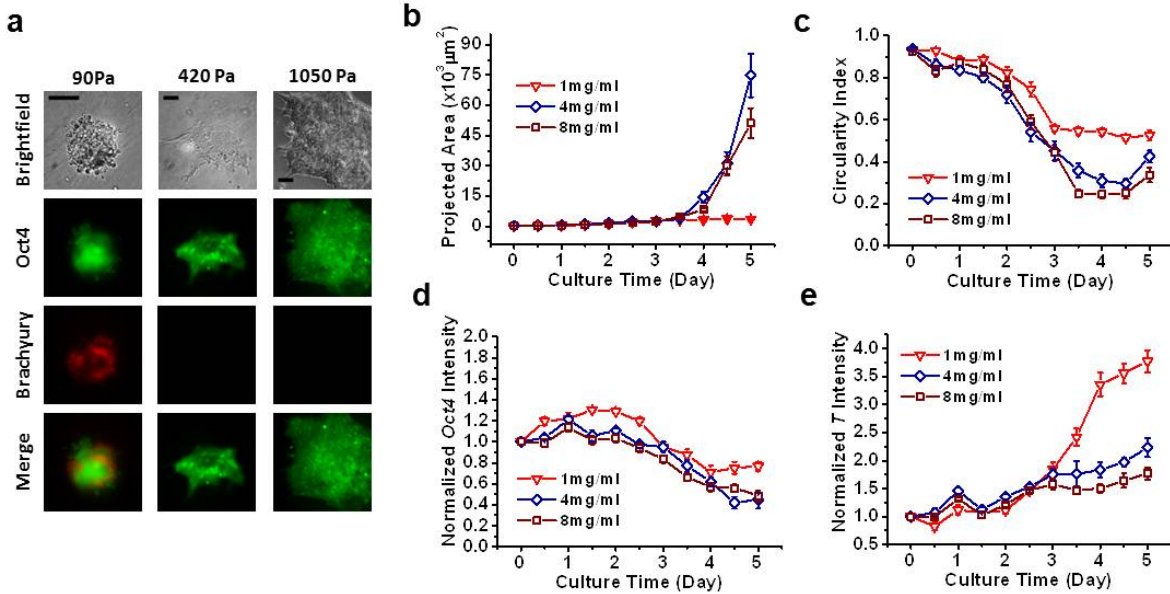 a
90Pa 420 Pa 1050 Pa
Brightfield
Oct4
Brachyury
Merge
b
Projected Area (x10³μm²)
90
75
60
45
30
15
0
1mg/ml
4mg/ml
8mg/ml
0 1 2 3 4 5
Culture Time (Day)
c
Circularity Index
1.0
0.8
0.6
0.4
0.2
0.0
1mg/ml
4mg/ml
8mg/ml
0 1 2 3 4 5
Culture Time (Day)
d
Normalized Oct4 Intensity
2.0
1.8
1.6
1.4
1.2
1.0
0.8
0.6
0.4
0.2
0.0
1mg/ml
4mg/ml
8mg/ml
0 1 2 3 4 5
Culture Time (Day)
e
Normalized T Intensity
4.0
3.5
3.0
2.5
2.0
1.5
1.0
0.5
1mg/ml
4mg/ml
8mg/ml
0 1 2 3 4 5
Culture Time (Day)